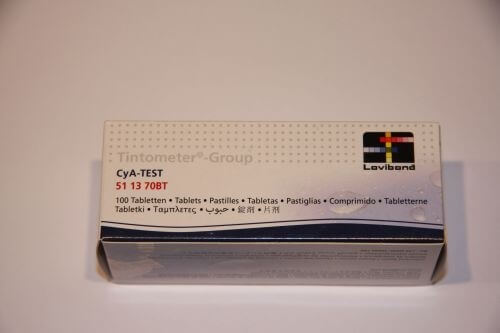 Tintometer®-Group
CyA-TEST
51 13 70BT
Lovibond
100 Tabletten • Tablets • Pastilles • Tabletas • Pastiglias • Comprimido • Tabletterne
Tabletki • Ταμπλετες • حبوب • 錠剤 • 片剂